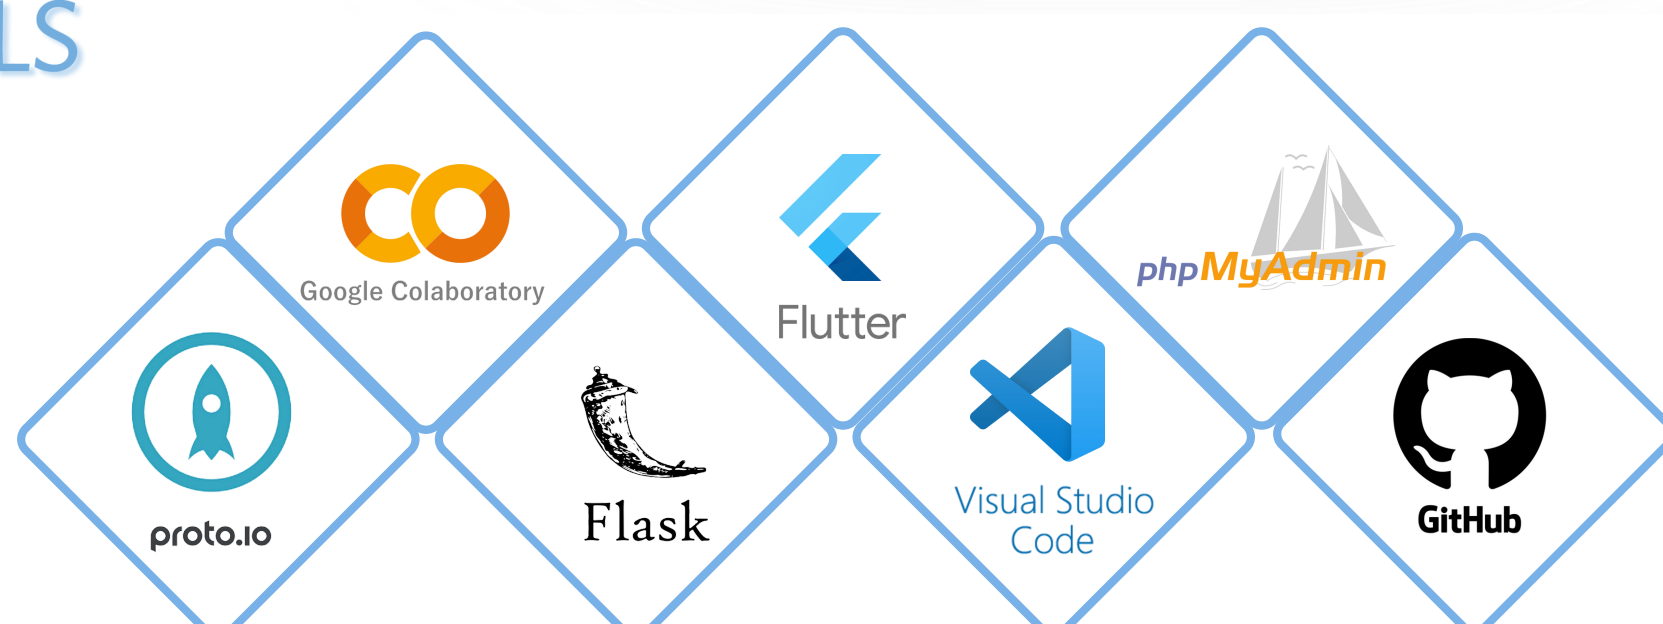 LS
Google Colaboratory
Flutter
phpMyAdmin
proto.io
Flask
Visual Studio
Code
GitHub